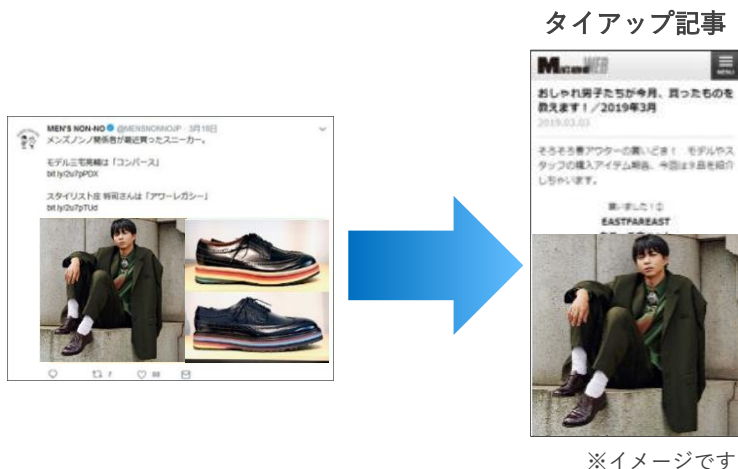 タイアップ記事
MEN'S NON-NO @MENSNONNOJP · 3月18日
メンズノンノ関係者が最近買ったスニーカー。
モデル三宅亮輔は「コンバース」
bit.ly/2u7pPOX
スタイリスト庄 将司さんは「アワーレガシー」
bit.ly/2u7pTUd
7
88
WEB
MENU
おしゃれ男子たちが今月、買ったものを
教えます！／2019年3月
2019.03.03
そろそろ春アウターの買いどき！ モデルやス
タッフの購入アイテム報告、今回は9品を紹介
しちゃいます。
買いました！①
EASTFAREAST
※イメージです